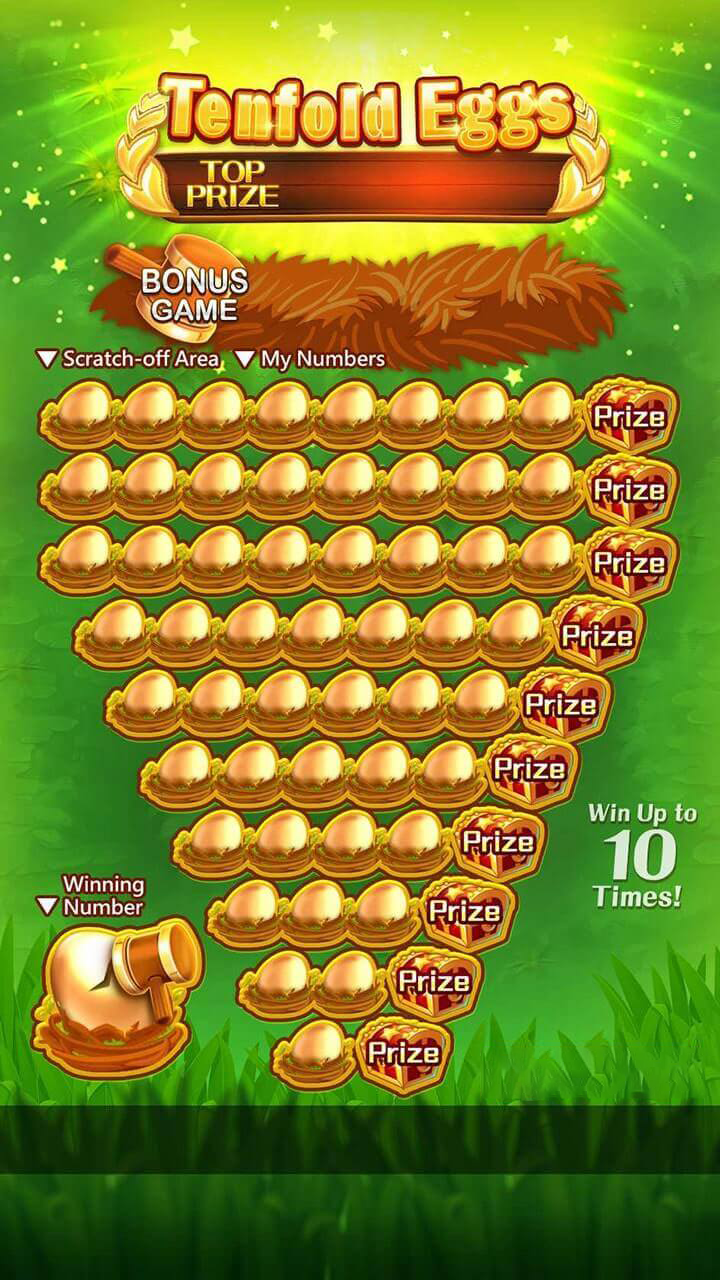 Tenfold Eggs
TOP
PRIZE
BONUS
GAME
Scratch-off Area
My Numbers
Prize
Prize
Prize
Prize
Prize
Prize
Prize
Prize
Prize
Prize
Win Up to
10
Times!
Winning
Number